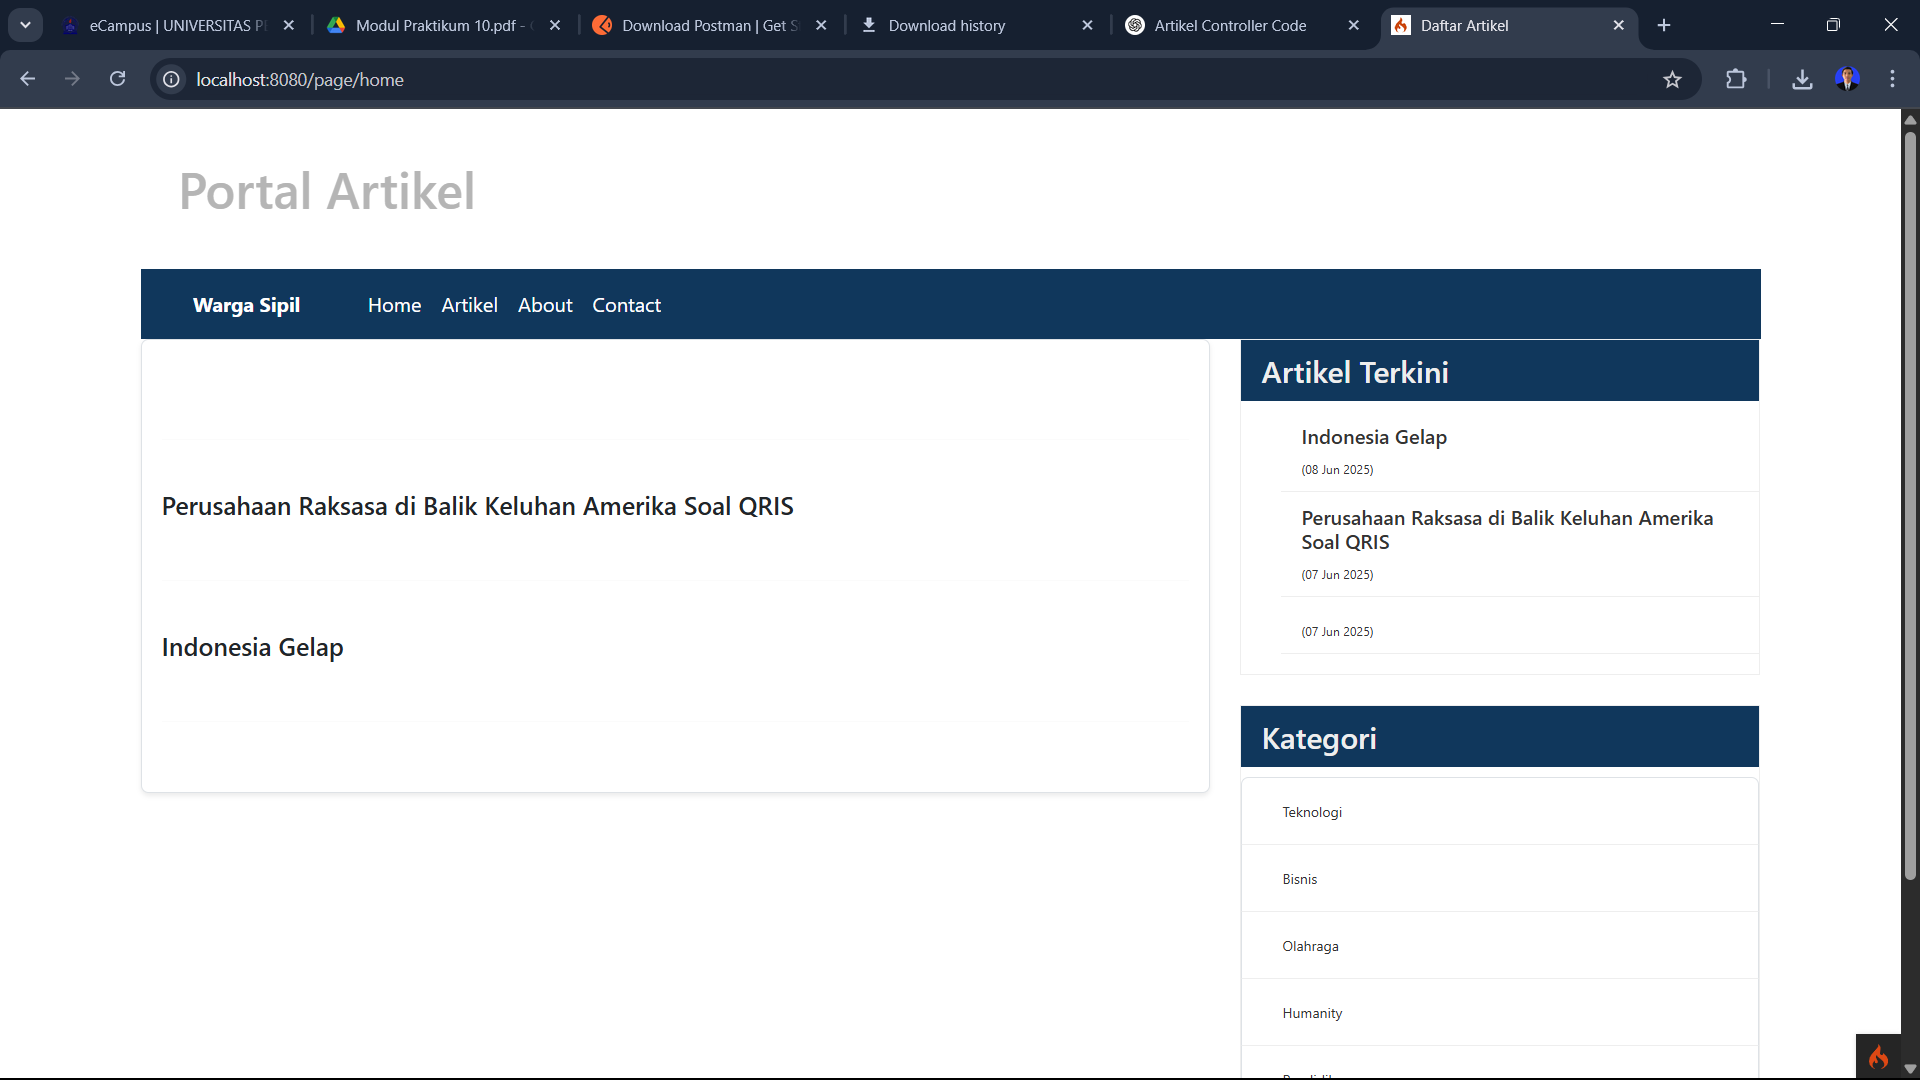 eCampus | UNIVERSITAS P
Modul Praktikum 10.pdf -
Download Postman | Get S
Download history
Artikel Controller Code
Daftar Artikel
localhost:8080/page/home
Portal Artikel
Warga Sipil
Home
Artikel
About
Contact
Perusahaan Raksasa di Balik Keluhan Amerika Soal QRIS
Indonesia Gelap
Artikel Terkini
Indonesia Gelap
(08 Jun 2025)
Perusahaan Raksasa di Balik Keluhan Amerika
Soal QRIS
(07 Jun 2025)
(07 Jun 2025)
Kategori
Teknologi
Bisnis
Olahraga
Humanity